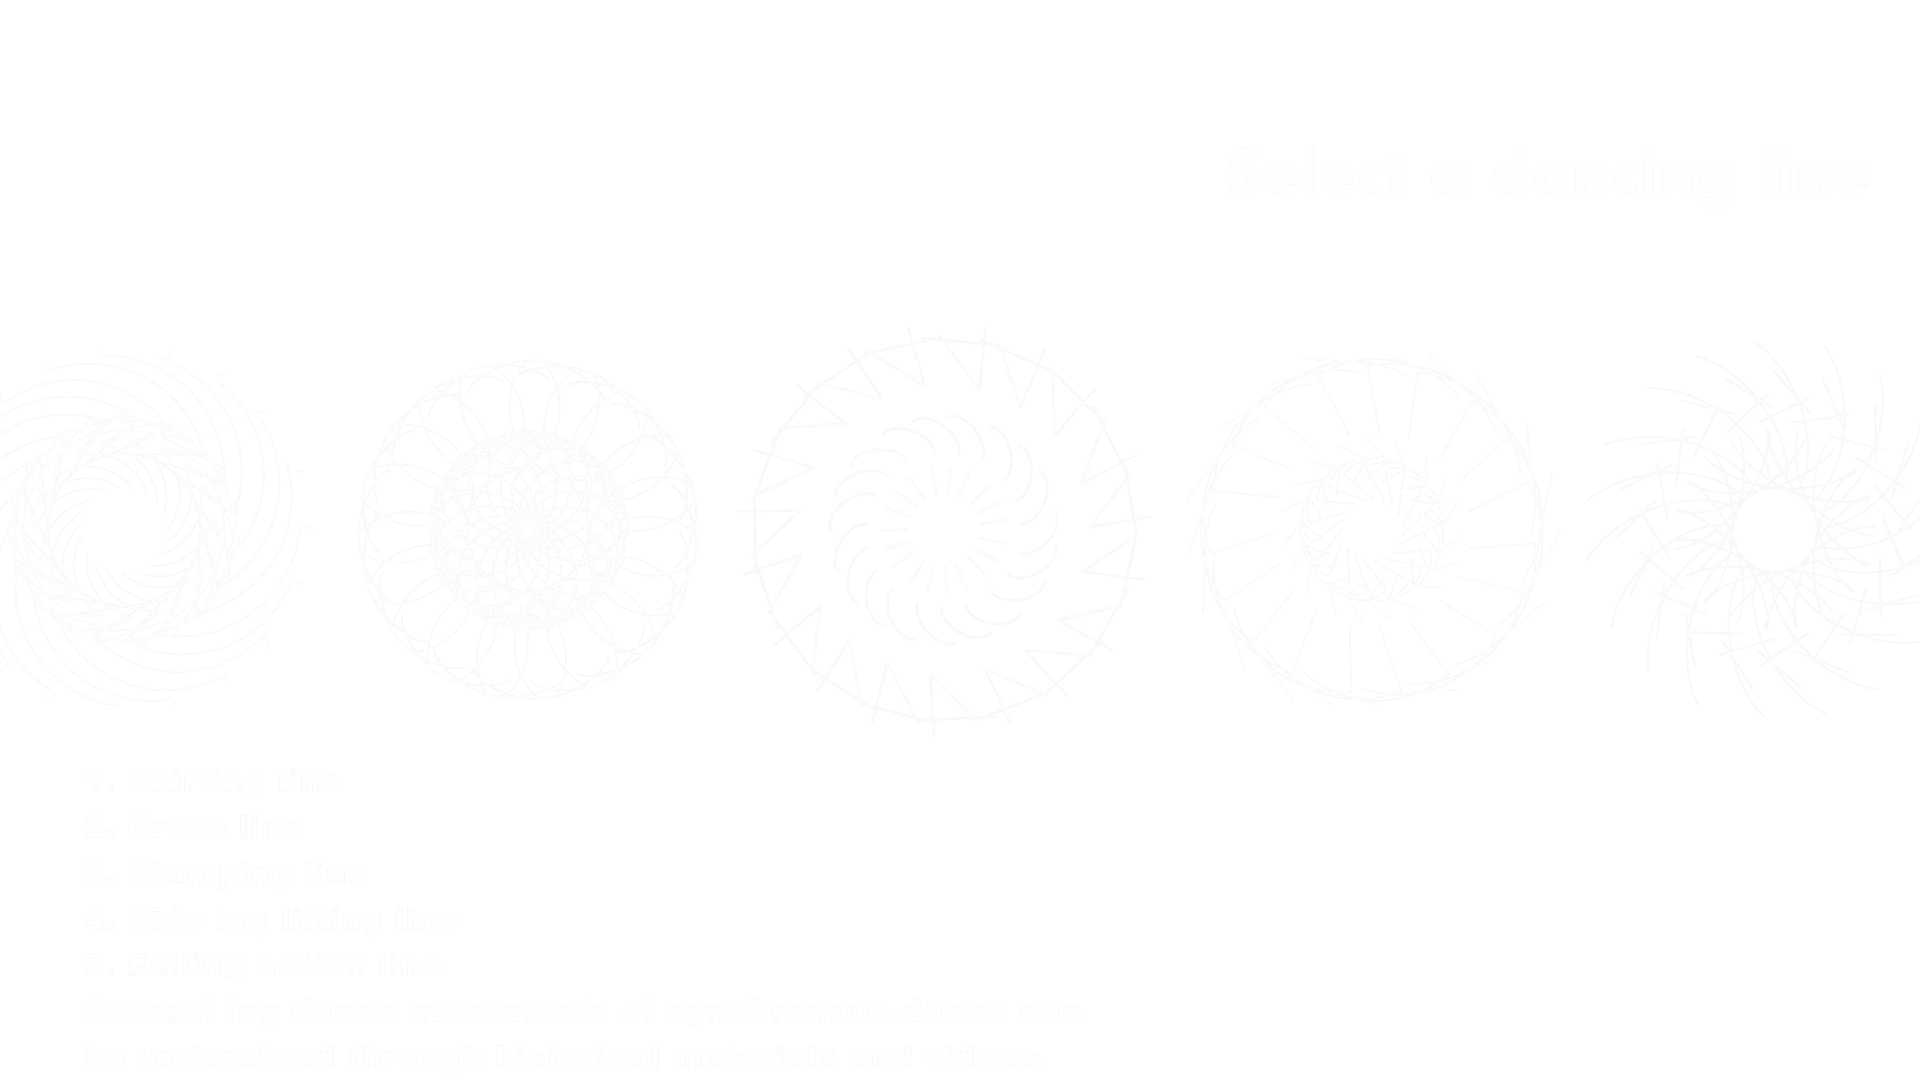 Select a dancing line
1. Skirting line
2. Cross line
3. Stamping line
4. Side leg lifting line
5. Falling action line
Several leg dance movements of synchronous dance can
be understood through historical materials and videos.